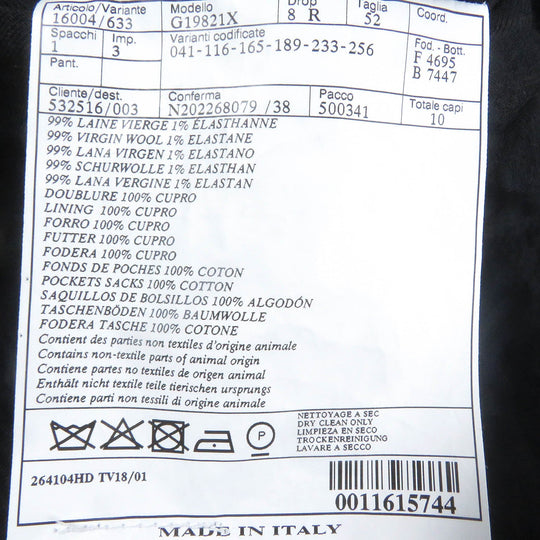 Articolo/Variante Modello Drop Taglia Coord.
16004/633 G19821X 8 R 52
Spacchi Imp. Varianti codificate Fod. - Bott.
1 3 041-116-165-189-233-256 F 4695
Pant. B 7447
Cliente/dest. Conferma Pacco Totale capi
532516/003 N202268079 /38 500341 10
99% LAINE VIERGE 1% ÉLASTHANNE
99% VIRGIN WOOL 1% ELASTANE
99% LANA VIRGEN 1% ELASTANO
99% SCHURWOLLE 1% ELASTHAN
99% LANA VERGINE 1% ELASTAN
DOUBLURE 100% CUPRO
LINING 100% CUPRO
FORRO 100% CUPRO
FUTTER 100% CUPRO
FODERA 100% CUPRO
FONDS DE POCHES 100% COTON
POCKETS SACKS 100% COTTON
SAQUILLOS DE BOLSILLOS 100% ALGODÓN
TASCHENBÖDEN 100% BAUMWOLLE
FODERA TASCHE 100% COTONE
Contient des parties non textiles d'origine animale
Contains non-textile parts of animal origin
Contiene partes no textiles de origen animal
Enthält nicht textile teile tierischen ursprungs
Contiene parti non tessili di origine animale
P
NETTOYAGE A SEC
DRY CLEAN ONLY
LIMPIEZA EN SECO
TROCKENREINIGUNG
LAVARE A SECCO
264104HD TV18/01
0011615744
MADE IN ITALY